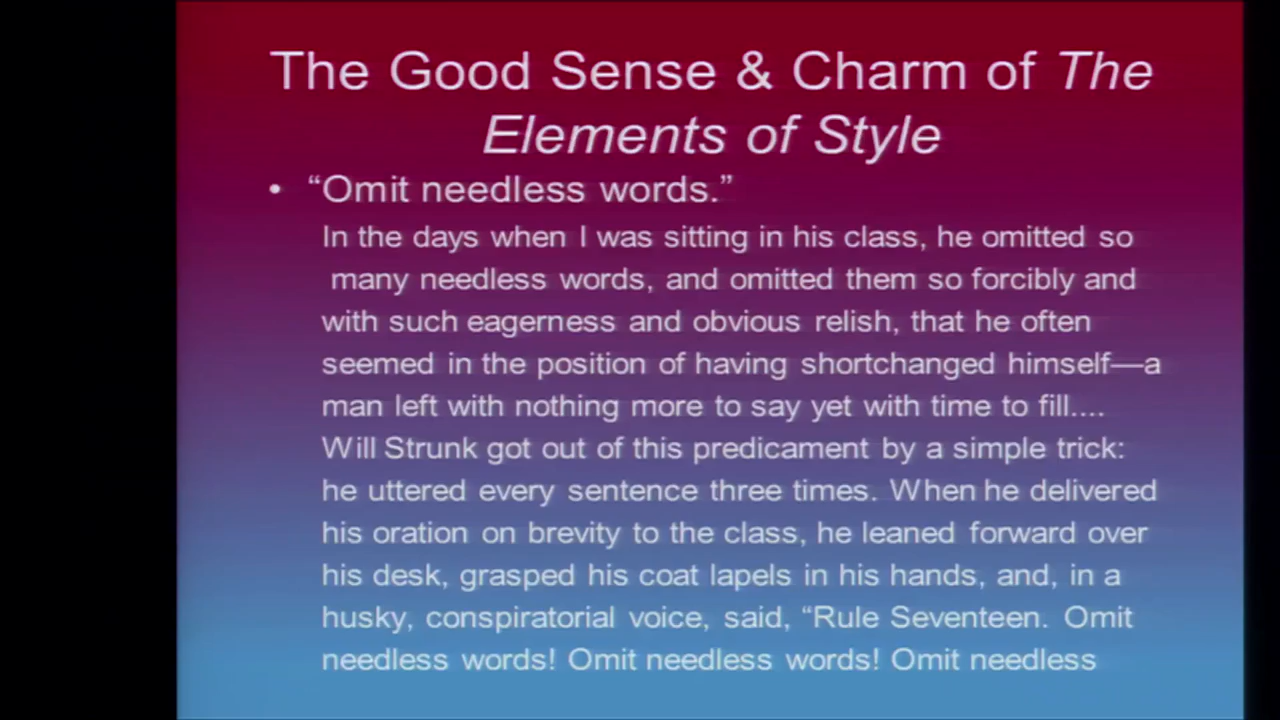 The Good Sense & Charm of The
Elements of Style
• “Omit needless words.”
In the days when I was sitting in his class, he omitted so
many needless words, and omitted them so forcibly and
with such eagerness and obvious relish, that he often
seemed in the position of having shortchanged himself—a
man left with nothing more to say yet with time to fill....
Will Strunk got out of this predicament by a simple trick:
he uttered every sentence three times. When he delivered
his oration on brevity to the class, he leaned forward over
his desk, grasped his coat lapels in his hands, and, in a
husky, conspiratorial voice, said, “Rule Seventeen. Omit
needless words! Omit needless words! Omit needless